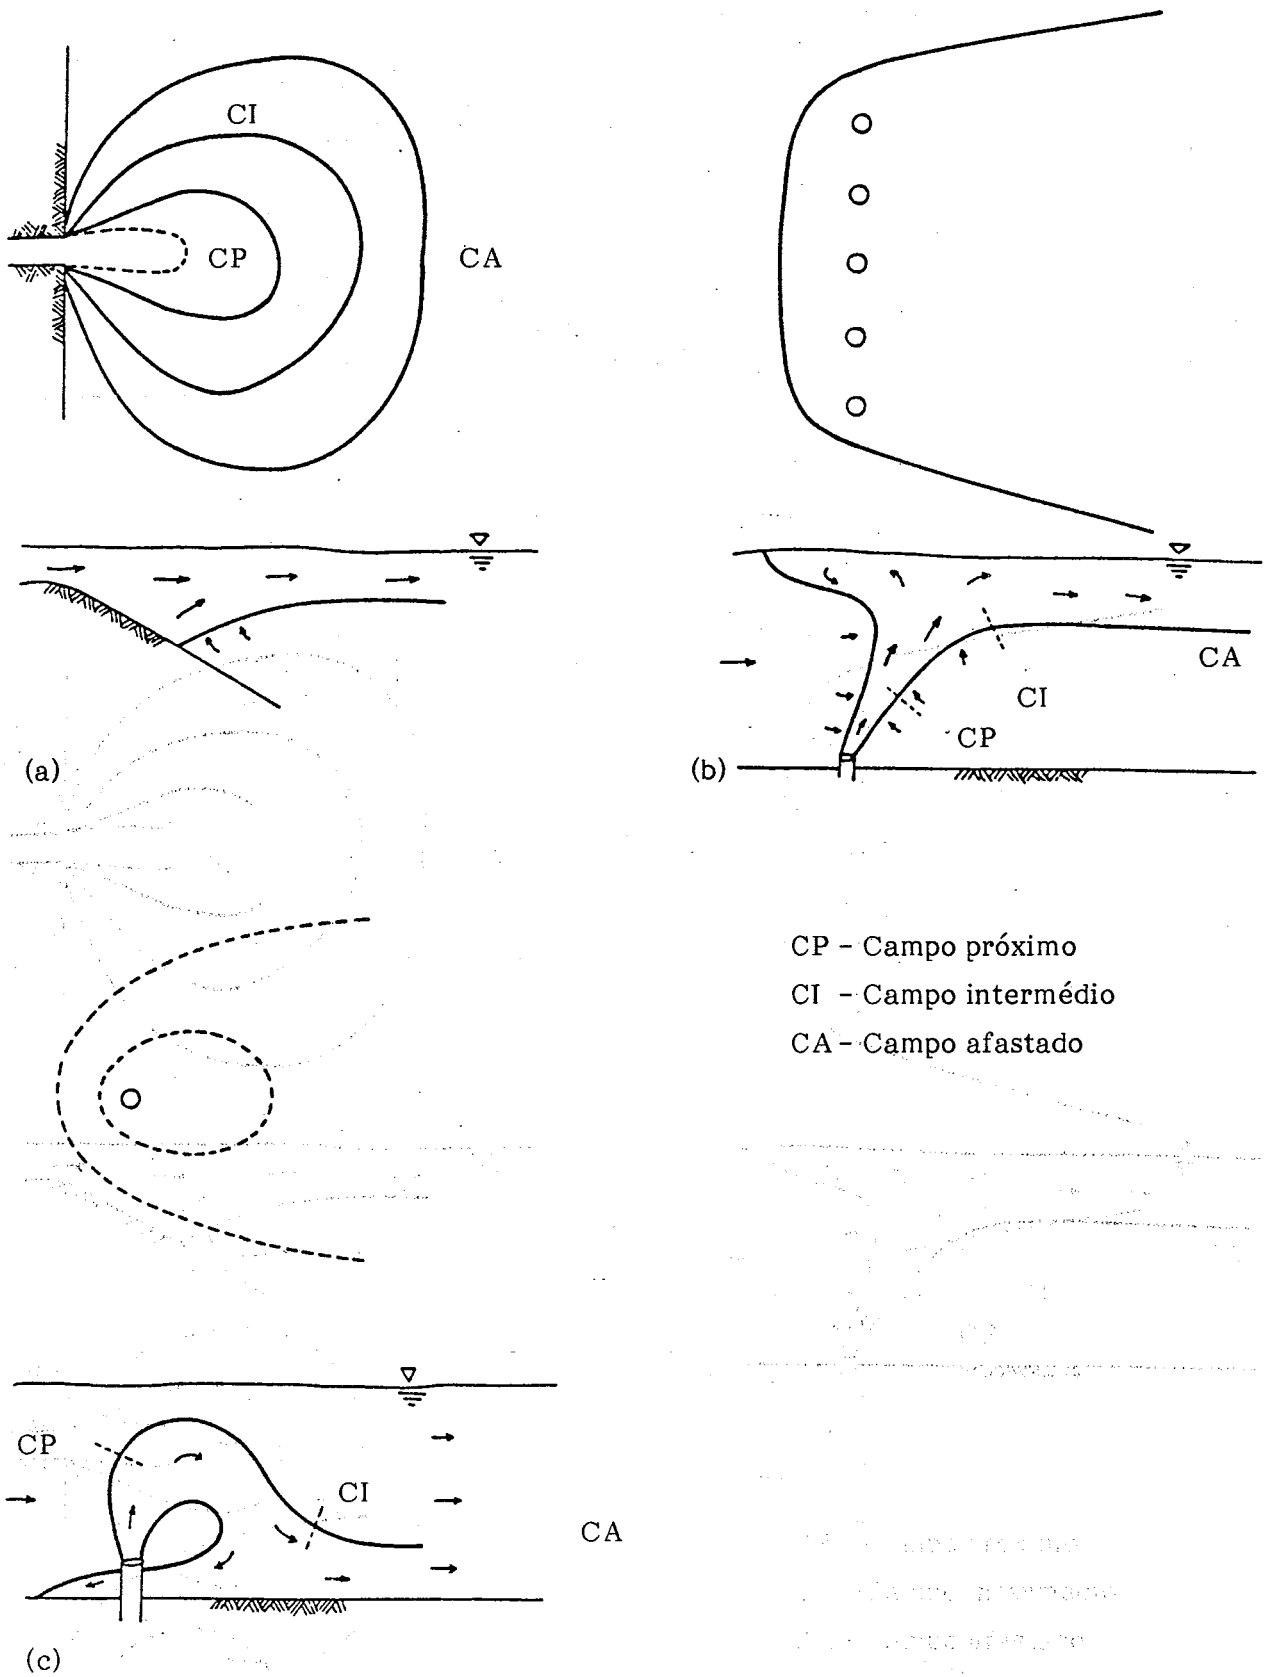 CI
CP
CA
(a)
CA
CI
CP
(b)
CP - Campo próximo
CI - Campo intermédio
CA - Campo afastado
CP
CI
CA
(c)